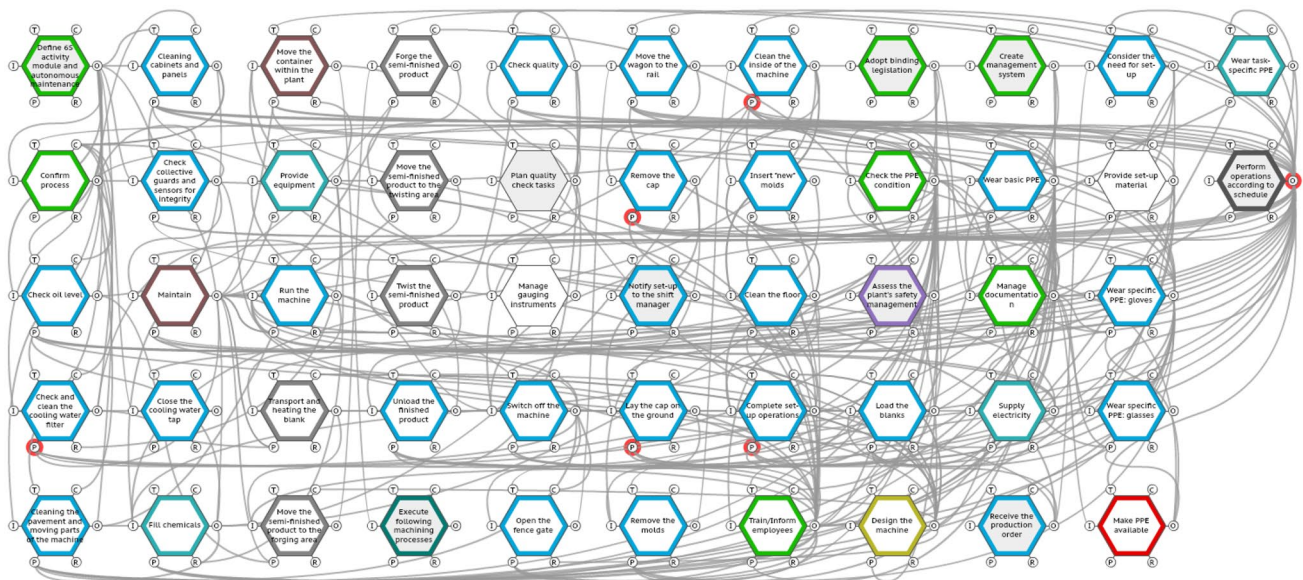 Define 6S
activity
module and
autonomous
maintenance
Cleaning
cabinets and
panels
Move the
container
within the
plant
Forge the
semi-finished
product
Check quality
Move the
wagon to the
rail
Clean the
inside of the
machine
Adopt binding
legislation
Create
management
system
Consider the
need for set-
up
Wear task-
specific PPE
Confirm
process
Check
collective
guards and
sensors for
integrity
Provide
equipment
Move the
semi-finished
product to the
twisting area
Plan quality
check tasks
Remove the
cap
Insert "new"
molds
Check the PPE
condition
Wear basic PPE
Provide set-up
material
Perform
operations
according to
schedule
Check oil level
Maintain
Run the
machine
Twist the
semi-finished
product
Manage
gauging
instruments
Notify set-up
to the shift
manager
Clean the floor
Assess the
plant's safety
management
Manage
documentatio
n
Wear specific
PPE: gloves
Check and
clean the
cooling water
filter
Close the
cooling water
tap
Transport and
heating the
blank
Unload the
finished
product
Switch off the
machine
Lay the cap on
the ground
Complete set-
up operations
Load the
blanks
Supply
electricity
Wear specific
PPE: glasses
Cleaning the
pavement and
moving parts
of the machine
Fill chemicals
Move the
semi-finished
product to the
forging area
Execute
following
machining
processes
Open the
fence gate
Remove the
molds
Train/Inform
employees
Design the
machine
Receive the
production
order
Make PPE
available